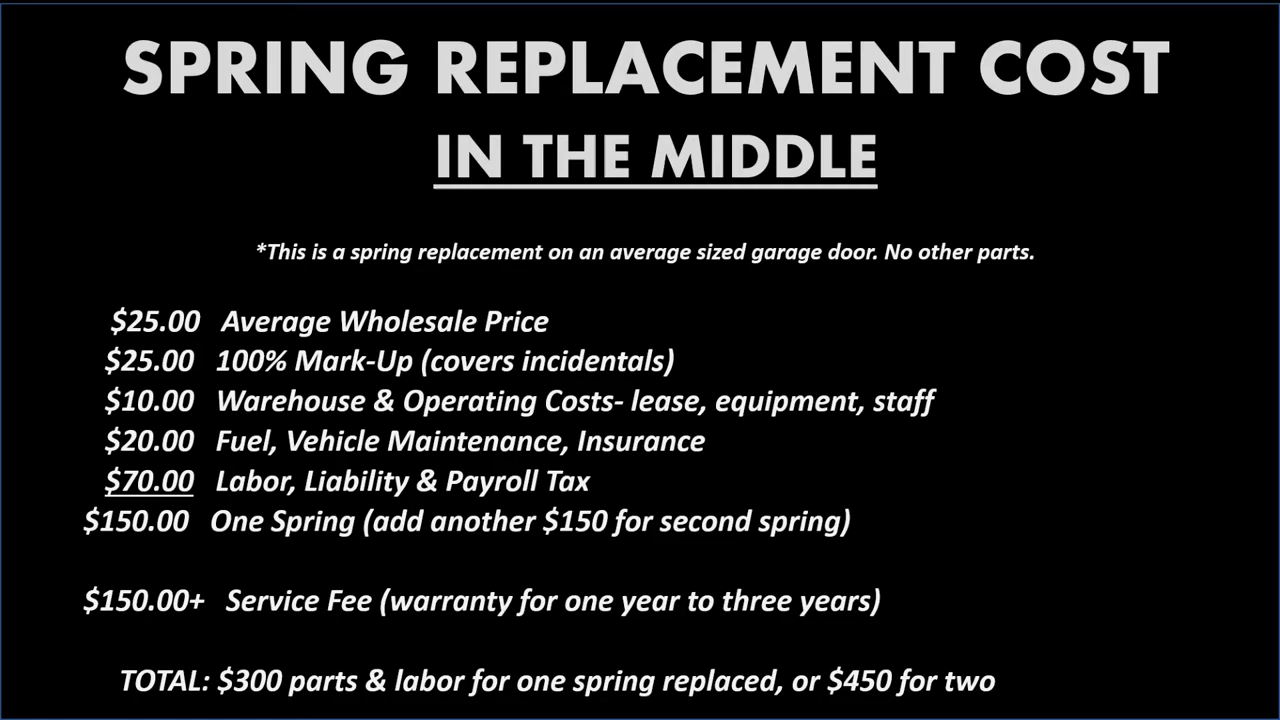 SPRING REPLACEMENT COST
IN THE MIDDLE
*This is a spring replacement on an average sized garage door. No other parts.
$25.00 Average Wholesale Price
$25.00 100% Mark-Up (covers incidentals)
$10.00 Warehouse & Operating Costs- lease, equipment, staff
$20.00 Fuel, Vehicle Maintenance, Insurance
$70.00 Labor, Liability & Payroll Tax
$150.00 One Spring (add another $150 for second spring)
$150.00+ Service Fee (warranty for one year to three years)
TOTAL: $300 parts & labor for one spring replaced, or $450 for two